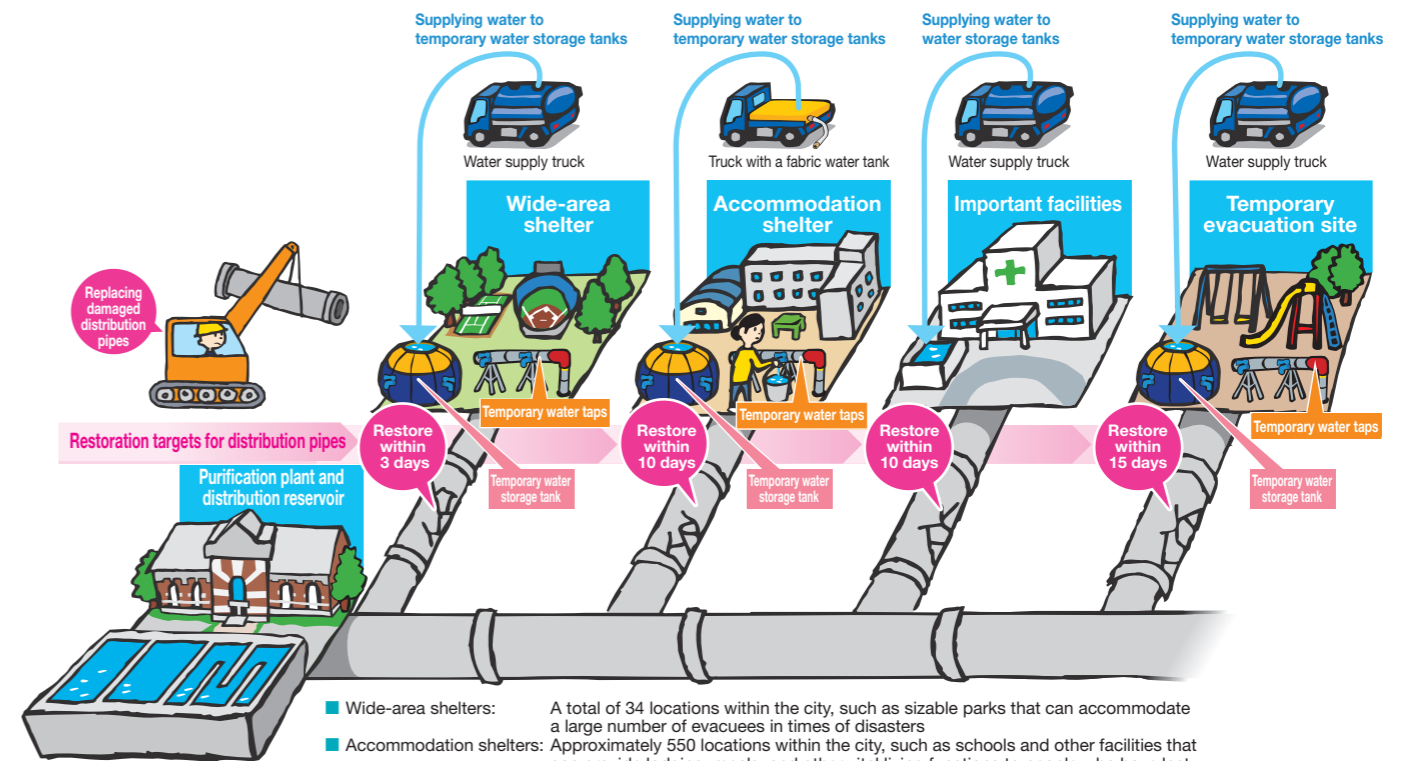 Supplying water to
temporary water storage tanks
Supplying water to
temporary water storage tanks
Supplying water to
water storage tanks
Supplying water to
temporary water storage tanks
Water supply truck
Truck with a fabric water tank
Water supply truck
Water supply truck
Wide-area
shelter
Accommodation
shelter
Important facilities
Temporary
evacuation site
Replacing
damaged
distribution
pipes
Temporary water taps
Temporary water taps
Temporary water taps
Restoration targets for distribution pipes
Restore
within
3 days
Restore
within
10 days
Restore
within
10 days
Restore
within
15 days
Temporary water
storage tank
Temporary water
storage tank
Temporary water
storage tank
Purification plant and
distribution reservoir
■ Wide-area shelters: A total of 34 locations within the city, such as sizable parks that can accommodate
a large number of evacuees in times of disasters
■ Accommodation shelters: Approximately 550 locations within the city, such as schools and other facilities that